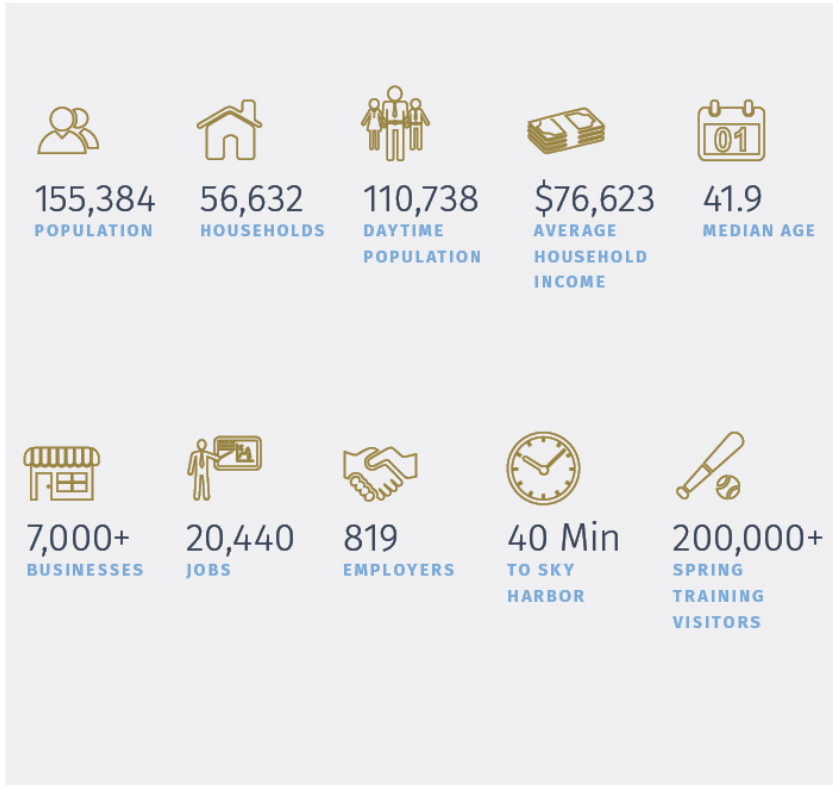 01
155,384
POPULATION
56,632
HOUSEHOLDS
110,738
DAYTIME
POPULATION
$76,623
AVERAGE
HOUSEHOLD
INCOME
41.9
MEDIAN AGE
7,000+
BUSINESSES
20,440
JOBS
819
EMPLOYERS
40 Min
TO SKY
HARBOR
200,000+
SPRING
TRAINING
VISITORS